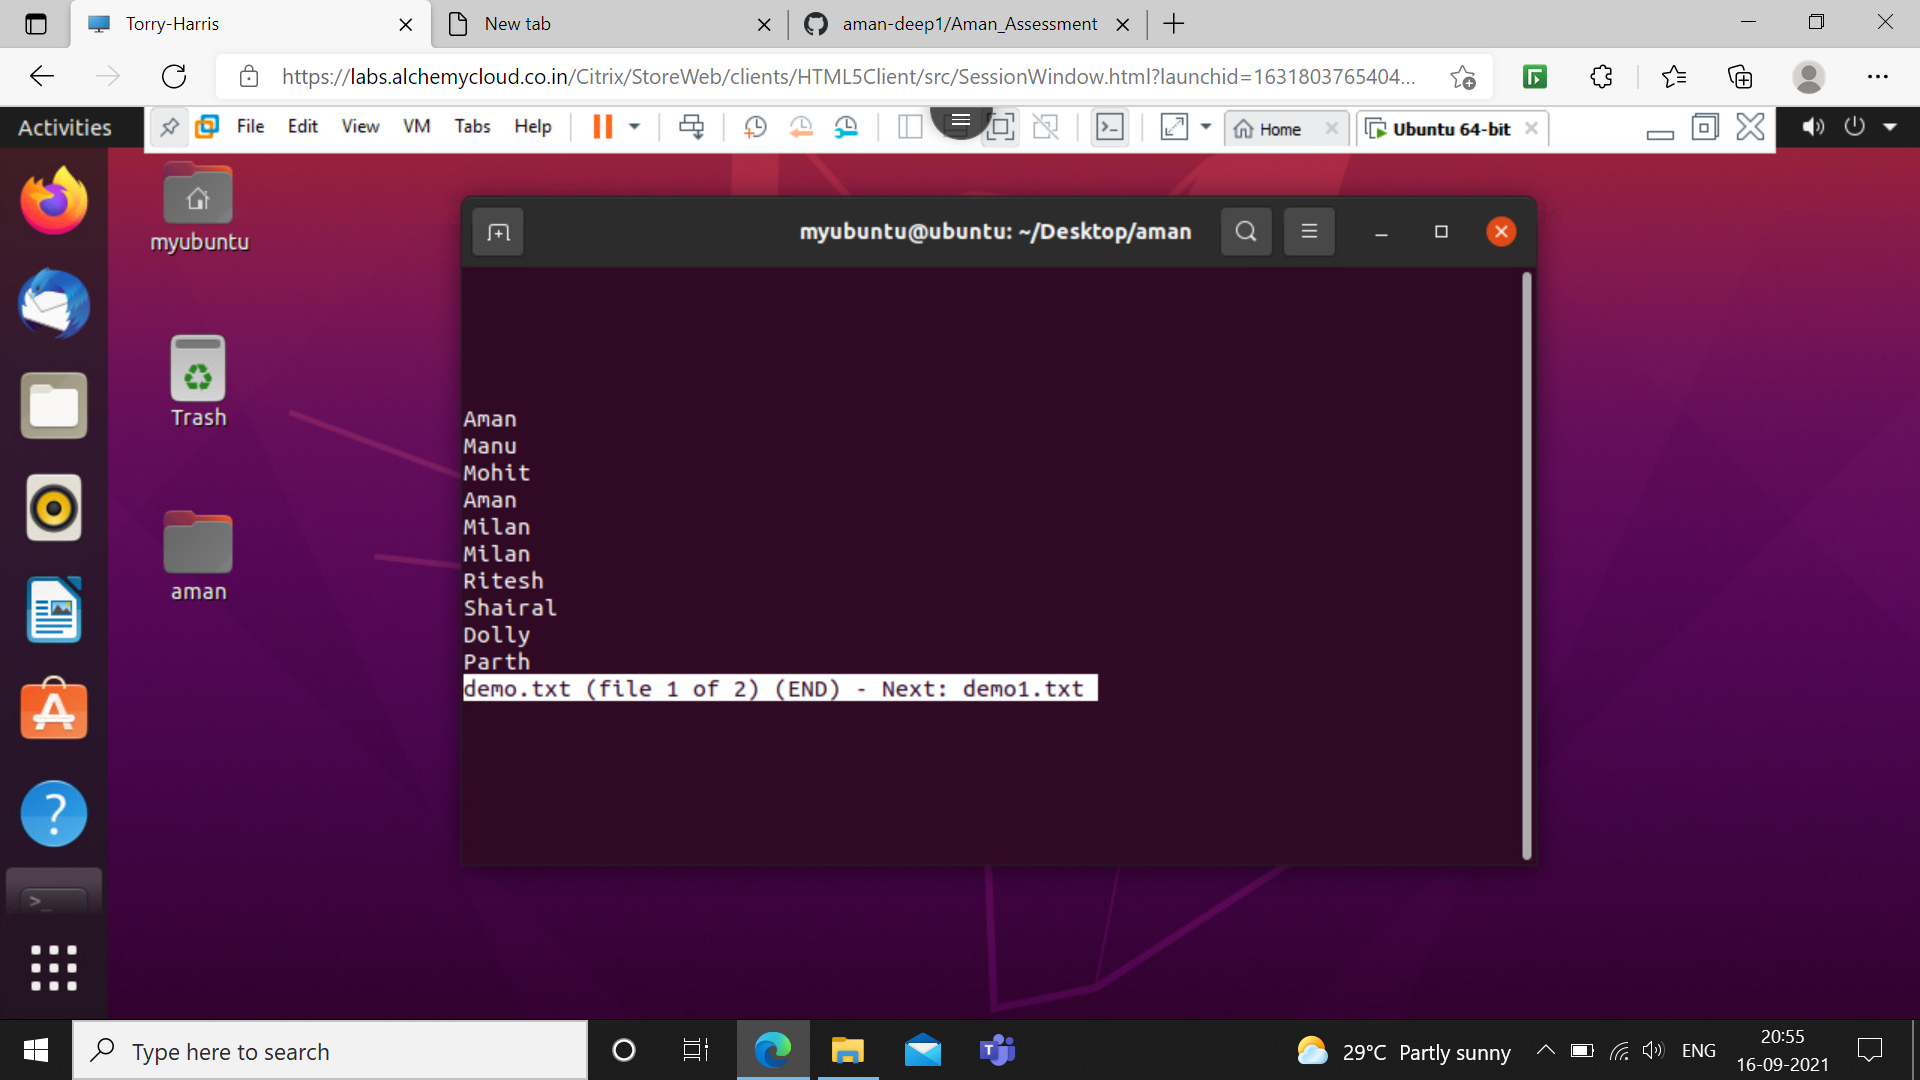 Torry-Harris
New tab
aman-deep1/Aman_Assessment
https://labs.alchemycloud.co.in/Citrix/StoreWeb/clients/HTML5Client/src/SessionWindow.html?launchid=1631803765404...
Activities
File Edit View VM Tabs Help
Home
Ubuntu 64-bit
myubuntu
Trash
aman
myubuntu@ubuntu: ~/Desktop/aman
Aman
Manu
Mohit
Aman
Milan
Milan
Ritesh
Shairal
Dolly
Parth
demo.txt (file 1 of 2) (END) - Next: demo1.txt
Type here to search
29°C Partly sunny
ENG
20:55
16-09-2021